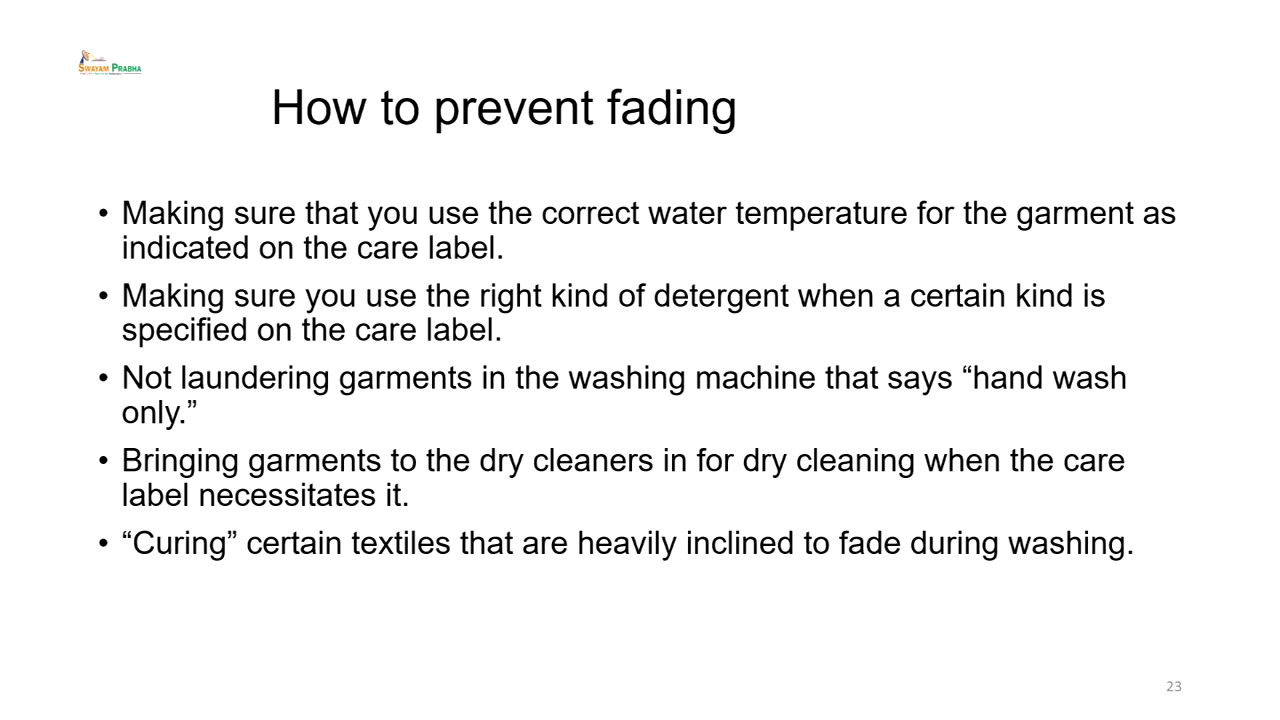 SWAYAM PRABHA
How to prevent fading
• Making sure that you use the correct water temperature for the garment as
indicated on the care label.
• Making sure you use the right kind of detergent when a certain kind is
specified on the care label.
• Not laundering garments in the washing machine that says “hand wash
only.”
• Bringing garments to the dry cleaners in for dry cleaning when the care
label necessitates it.
• “Curing” certain textiles that are heavily inclined to fade during washing.
23